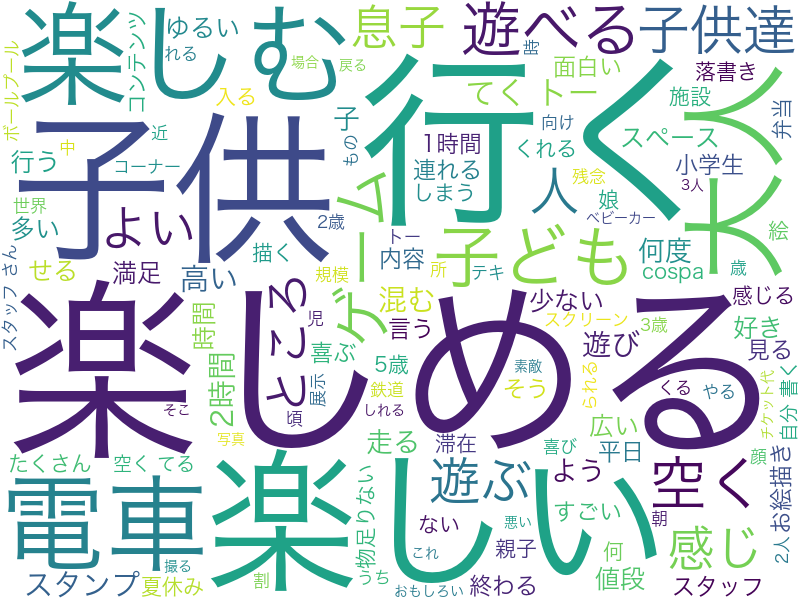 楽しむ
ゆるい
れる
コンテンツ
ボールプール
場合
戻る
息子
遊べる
子供達
皆
面白い
落書き
弁当
入る
てく
トー
施設
子供
行く
大人
中
近
コーナー
行う
子
もの
1時間
連れる
しまう
向け
くれる
スペース
小学生
人
残念
娘
3人
ベビーカー
絵
世界
多い
よい
2歳
描く
ゲーム
トー
内容
子ども
所
テキ
何度
cospa
歳
スタッフ
さん
せる
満足
高い
規模
混む
少ない
感じる
時間
ところ
児
言う
スクリーン
3歳
好き
楽しめる
2時間
喜ぶ
展示
5歳
鉄道
素敵
そう
遊び
見る
そこ
頃
しれる
られる
くる
やる
チケット代
自分
書く
写真
走る
滞在
喜び
広い
平日
お絵描き
顔
たくさん
空く
てる
物足りない
遊ぶ
よう
空く
電車
楽しい
ない
悪い
すごい
朝
2人
これ
親子
何
感じ
スタンプ
撮る
夏休み
割
うち
おもしろい
終わる
値段
スタッフ